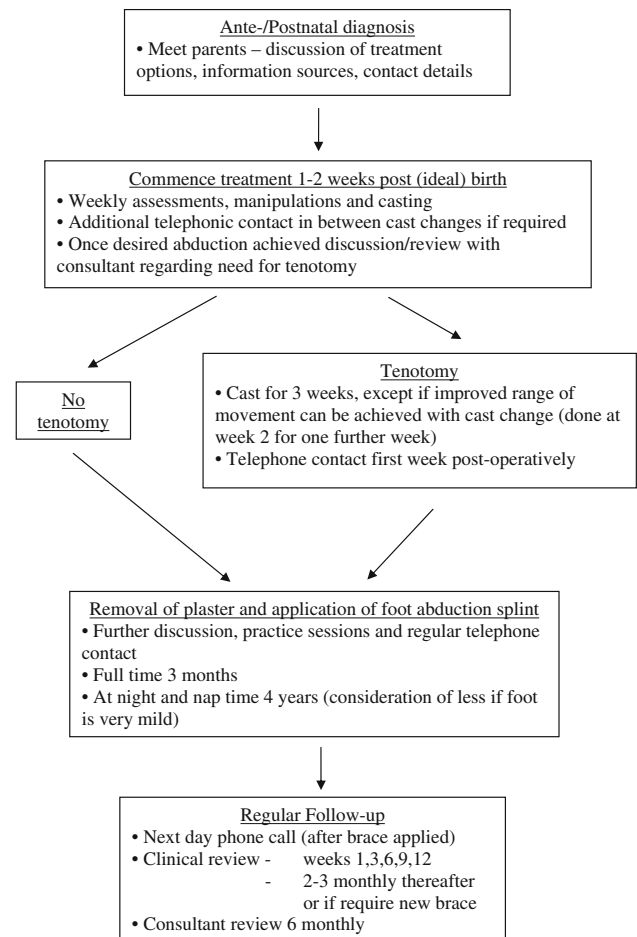 Ante-/Postnatal diagnosis
• Meet parents – discussion of treatment
options, information sources, contact details
Commence treatment 1-2 weeks post (ideal) birth
• Weekly assessments, manipulations and casting
• Additional telephonic contact in between cast changes if required
• Once desired abduction achieved discussion/review with
consultant regarding need for tenotomy
No
tenotomy
Tenotomy
• Cast for 3 weeks, except if improved range of
movement can be achieved with cast change (done at
week 2 for one further week)
• Telephone contact first week post-operatively
Removal of plaster and application of foot abduction splint
• Further discussion, practice sessions and regular telephone
contact
• Full time 3 months
• At night and nap time 4 years (consideration of less if foot
is very mild)
Regular Follow-up
• Next day phone call (after brace applied)
• Clinical review - weeks 1,3,6,9,12
- 2-3 monthly thereafter
or if require new brace
• Consultant review 6 monthly